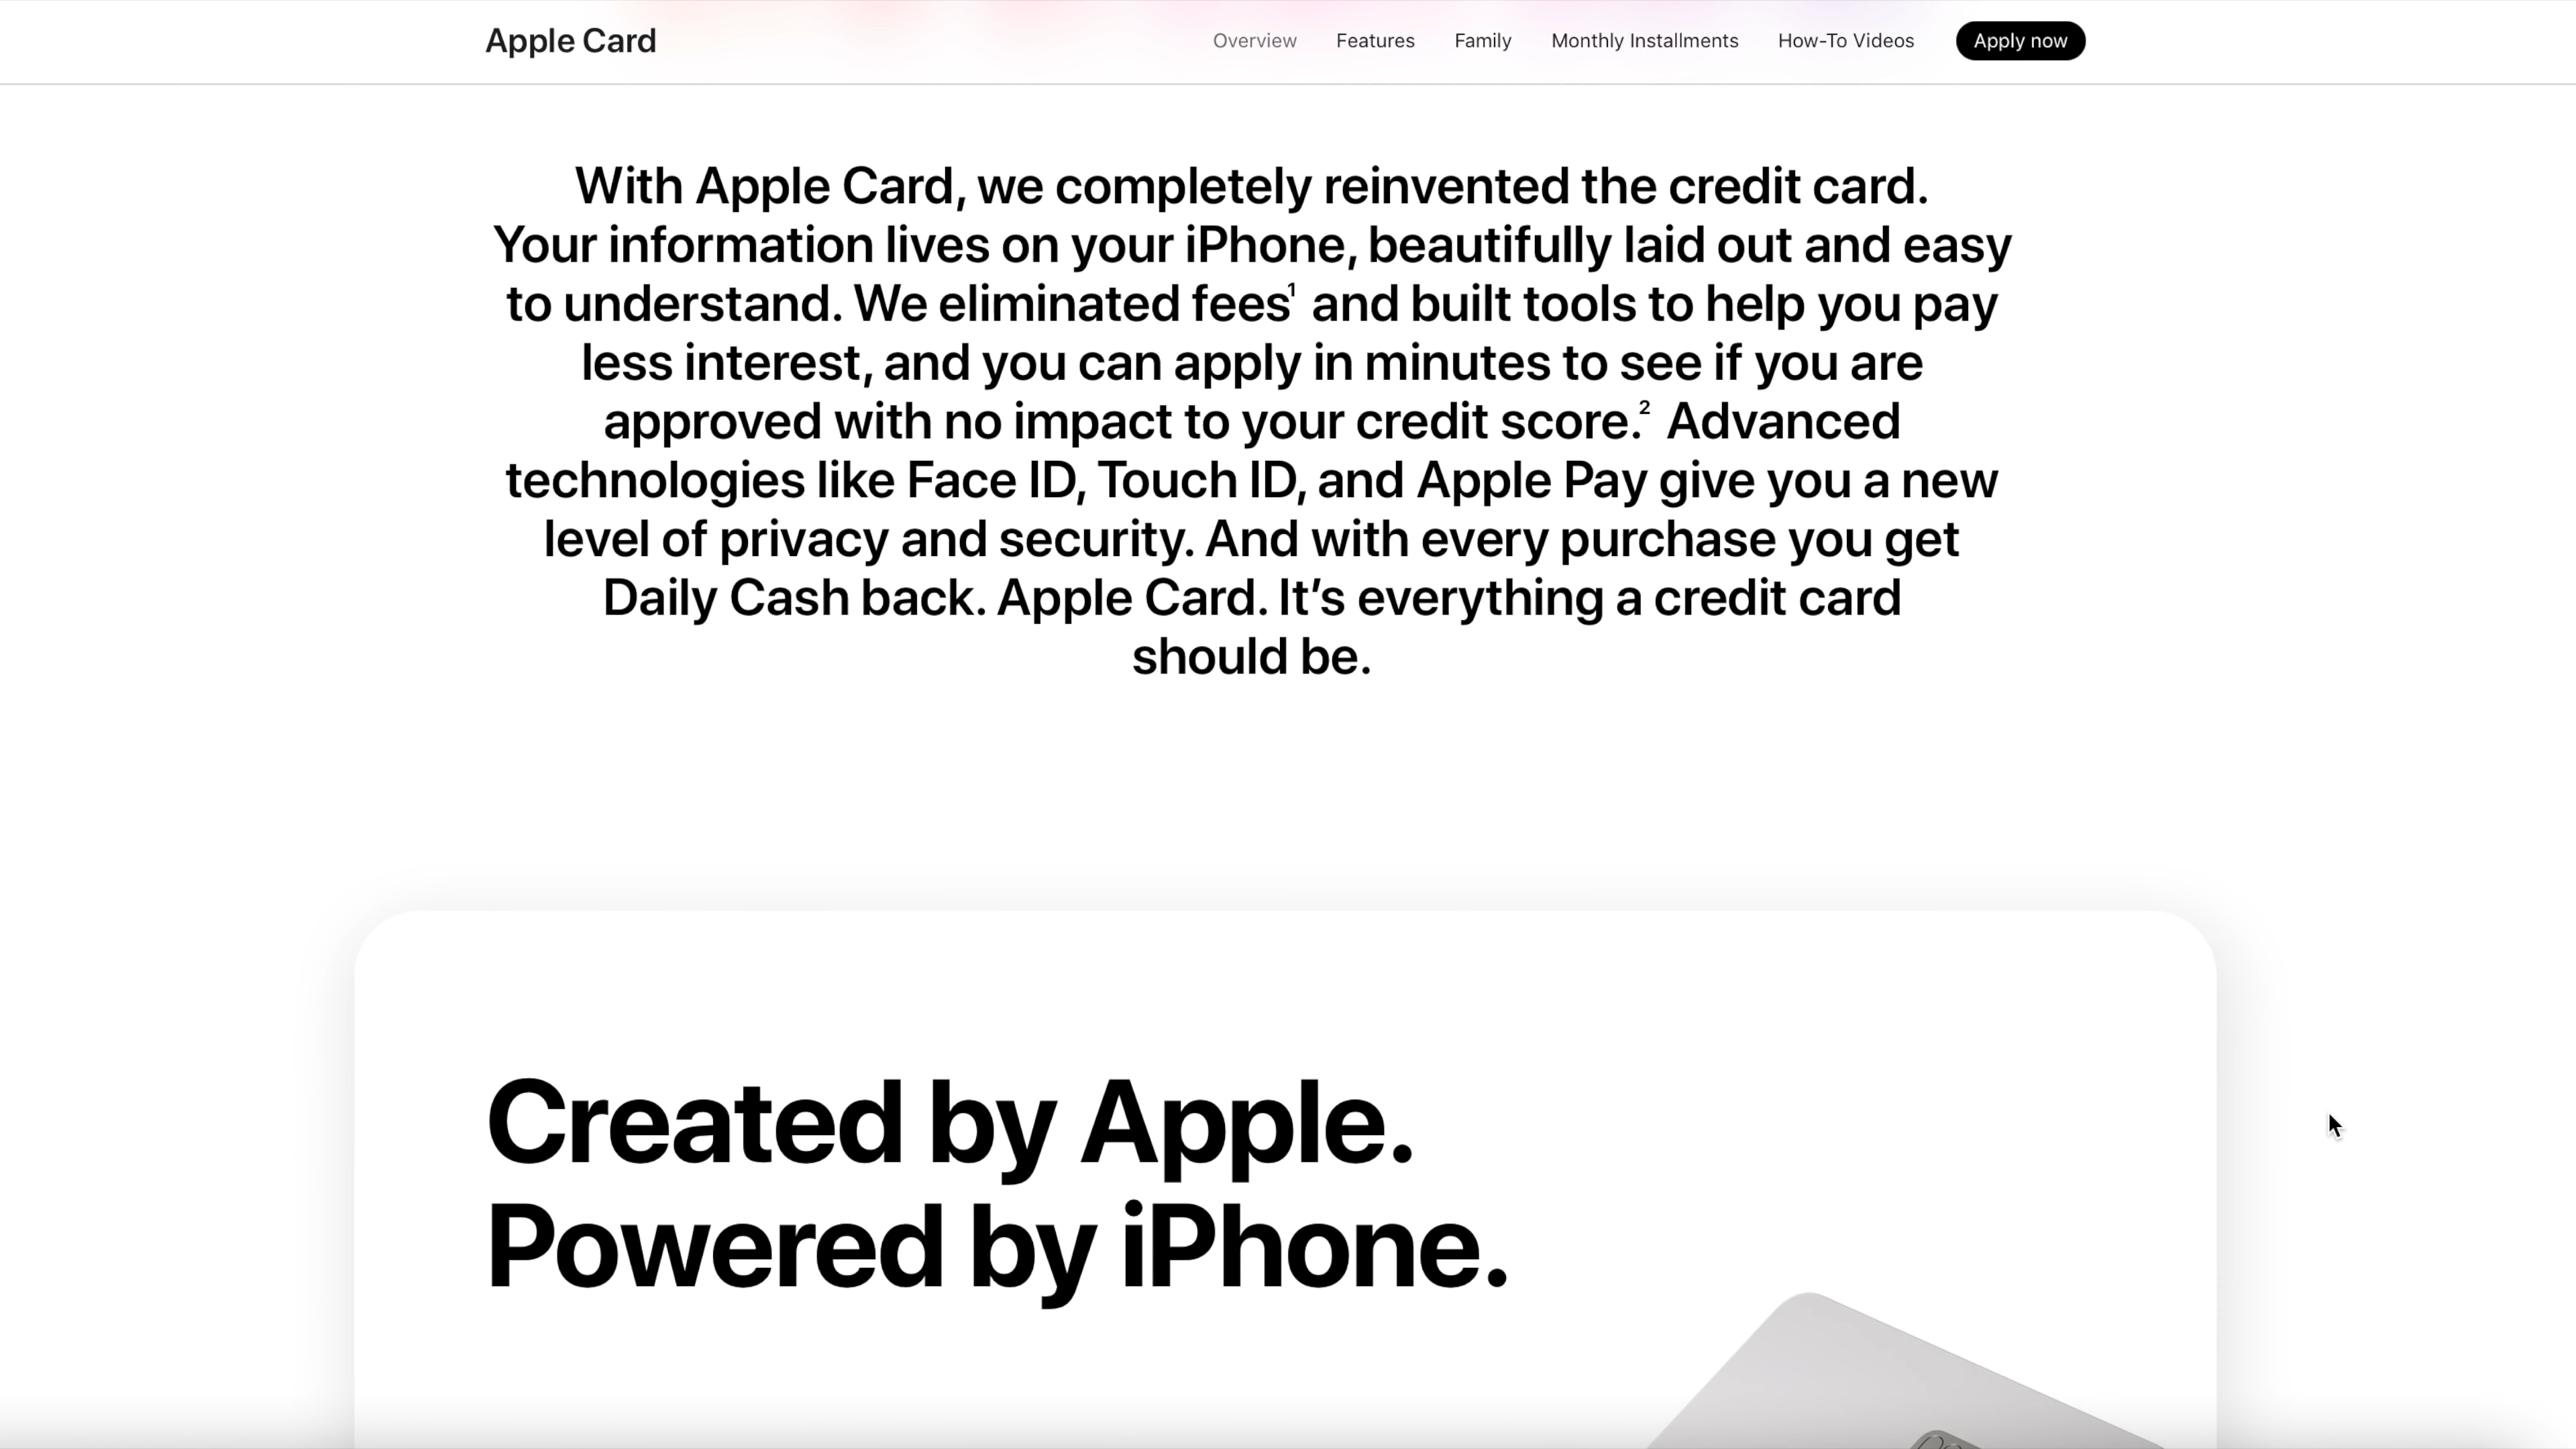 Apple Card
Overview Features Family Monthly Installments How-To Videos Apply now
With Apple Card, we completely reinvented the credit card.
Your information lives on your iPhone, beautifully laid out and easy
to understand. We eliminated fees¹ and built tools to help you pay
less interest, and you can apply in minutes to see if you are
approved with no impact to your credit score.² Advanced
technologies like Face ID, Touch ID, and Apple Pay give you a new
level of privacy and security. And with every purchase you get
Daily Cash back. Apple Card. It’s everything a credit card
should be.
Created by Apple.
Powered by iPhone.